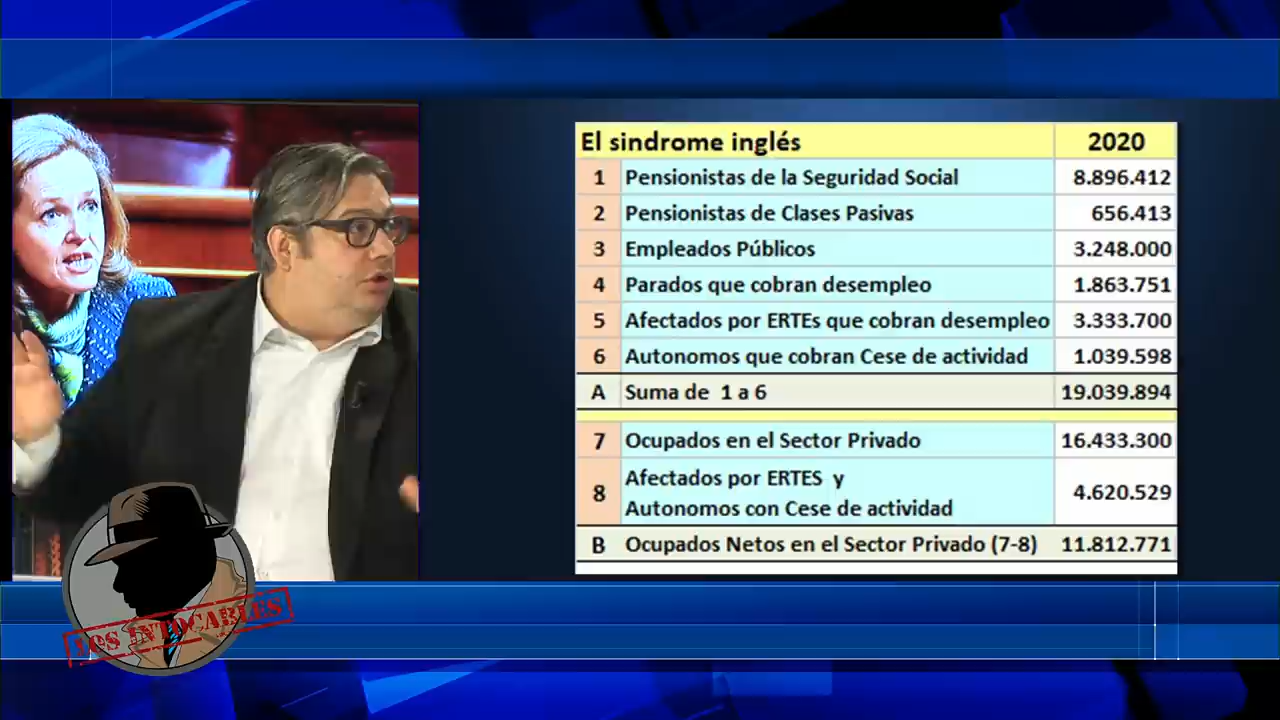 El sindrome inglés 2020
1 Pensionistas de la Seguridad Social 8.896.412
2 Pensionistas de Clases Pasivas 656.413
3 Empleados Públicos 3.248.000
4 Parados que cobran desempleo 1.863.751
5 Afectados por ERTEs que cobran desempleo 3.333.700
6 Autonomos que cobran Cese de actividad 1.039.598
A Suma de 1 a 6 19.039.894
7 Ocupados en el Sector Privado 16.433.300
8 Afectados por ERTES y
Autonomos con Cese de actividad 4.620.529
B Ocupados Netos en el Sector Privado (7-8) 11.812.771
LOS INTOCABLES